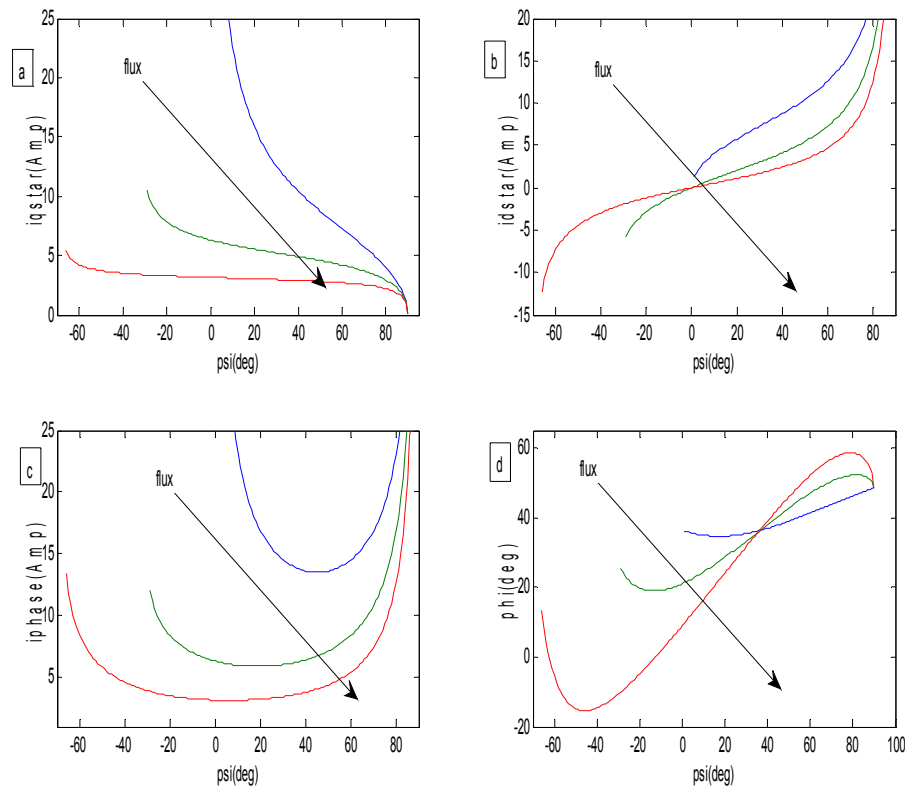 a
flux
iqstar(Amp)
25
20
15
10
5
0
-60 -40 -20 0 20 40 60 80
psi(deg)
b
flux
idstar(Amp)
20
15
10
5
0
-5
-10
-15
-60 -40 -20 0 20 40 60 80
psi(deg)
c
flux
iphase(Amp)
25
20
15
10
5
-60 -40 -20 0 20 40 60 80
psi(deg)
d
flux
phi(deg)
60
40
20
0
-20
-60 -40 -20 0 20 40 60 80 100
psi(deg)